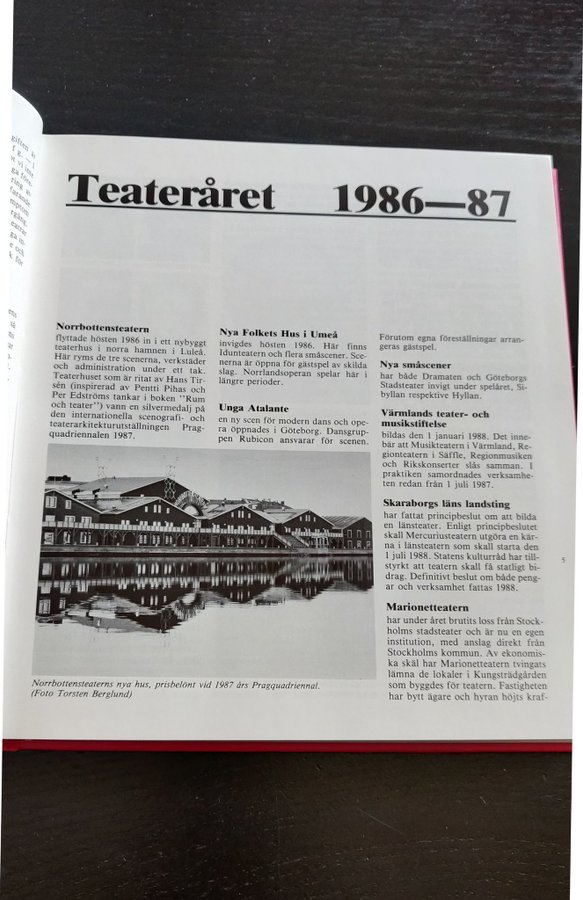 Teateråret 1986—87
Norrbottensteatern
flyttade hösten 1986 in i ett nybyggt
teaterhus i norra hamnen i Luleå.
Här ryms de tre scenerna, verkstäder
och administration under ett tak.
Teaterhuset som är ritat av Hans Tir-
sén (inspirerad av Pentti Pihas och
Per Edströms tankar i boken "Rum
och teater") vann en silvermedalj på
den internationella scenografi- och
teaterarkitekturutställningen Prag-
quadriennalen 1987.
Nya Folkets Hus i Umeå
invigdes hösten 1986. Här finns
Idunteatern och flera småscener. Sce-
nerna är öppna för gästspel av skilda
slag. Norrlandsoperan spelar här i
längre perioder.
Unga Atalante
en ny scen för modern dans och ope-
ra öppnades i Göteborg. Dansgrup-
pen Rubicon ansvarar för scenen.
Förutom egna föreställningar arran-
geras gästspel.
Nya småscener
har både Dramaten och Göteborgs
Stadsteater invigt under spelåret, Si-
byllan respektive Hyllan.
Värmlands teater- och
musikstiftelse
bildas den 1 januari 1988. Det inne-
bär att Musikteatern i Värmland, Re-
gionteatern i Säffle, Regionmusiken
och Rikskonserter slås samman. I
praktiken samordnades verksamhe-
ten redan från 1 juli 1987.
Skaraborgs läns landsting
har fattat principbeslut om att bilda
en länsteater. Enligt principbeslutet
skall Mercuriusteatern utgöra en kär-
na i länsteatern som skall starta den
1 juli 1988. Statens kulturråd har till-
styrkt att teatern skall få statligt bi-
drag. Definitivt beslut om både peng-
ar och verksamhet fattas 1988.
Marionetteatern
har under året brutits loss från Stock-
holms stadsteater och är nu en egen
institution, med anslag direkt från
Stockholms kommun. Av ekonomis-
ka skäl har Marionetteatern tvingats
lämna de lokaler i Kungsträdgården
som byggdes för teatern. Fastigheten
har bytt ägare och hyran höjts kraf-
Norrbottensteaterns nya hus, prisbelönt vid 1987 års Pragquadriennal.
(Foto Torsten Berglund)
5